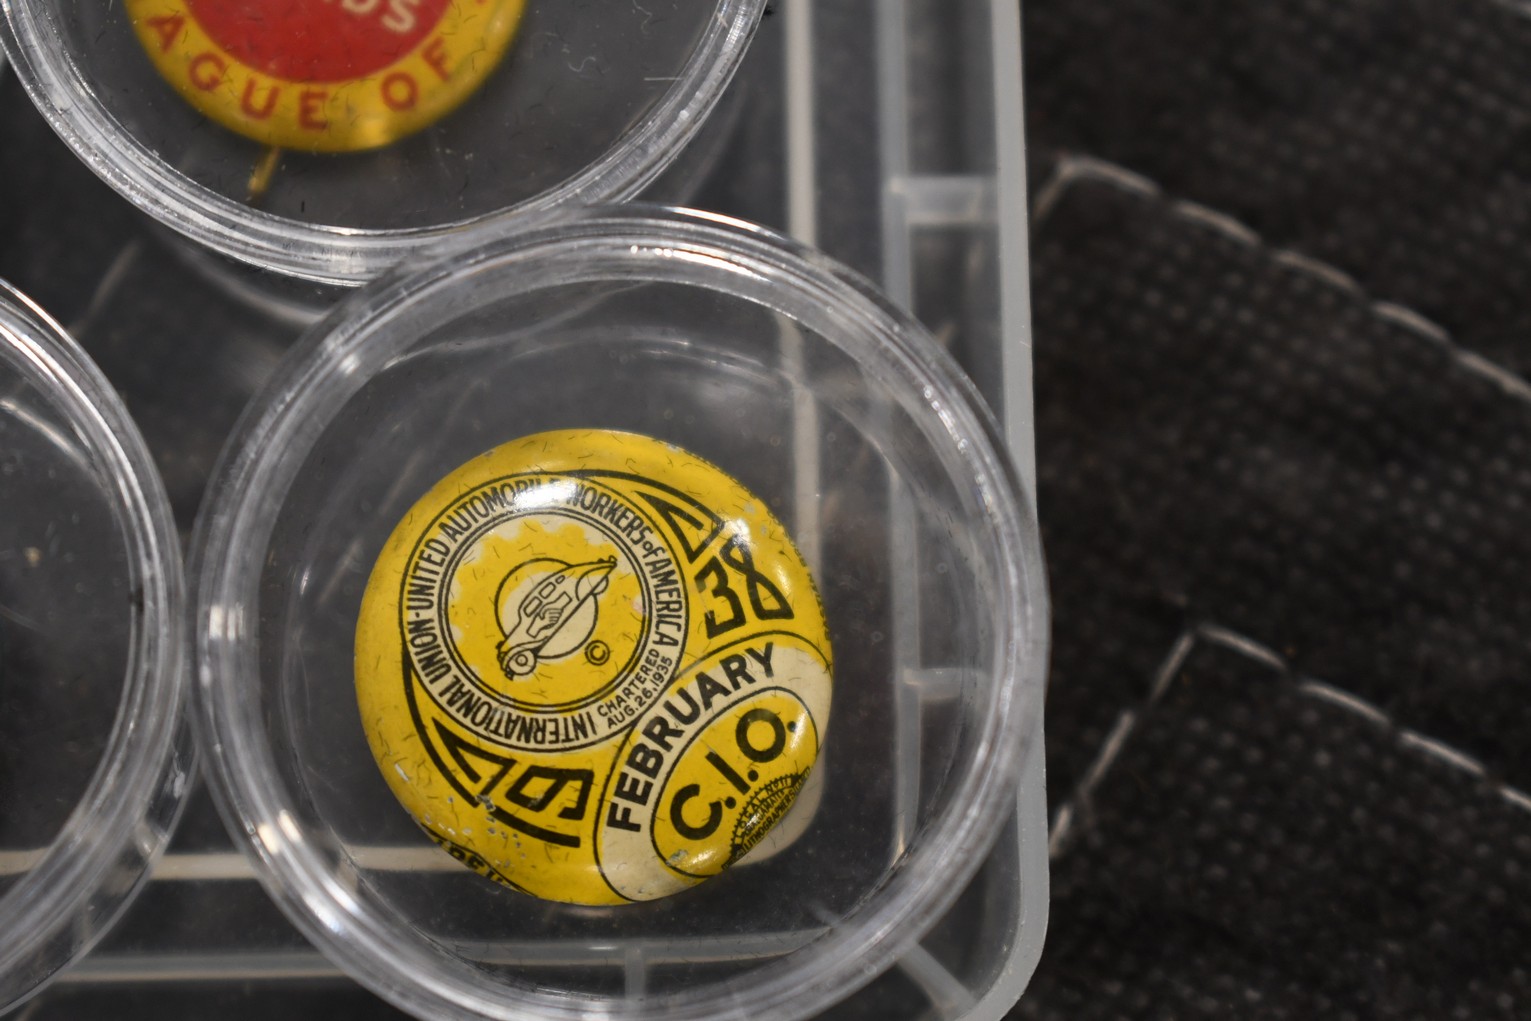 AGUE OF
INTERNATIONAL UNION-UNITED AUTOMOBILE WORKERS of AMERICA
CHARTERED
AUG. 26, 1935
©
19
38
FEBRUARY
C.I.O.